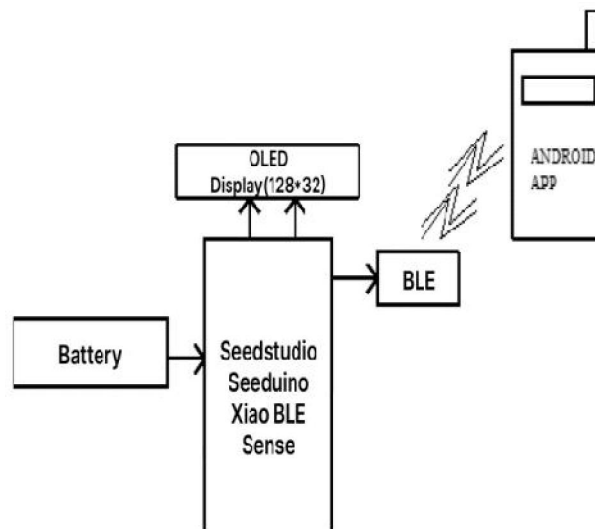 OLED
Display(128*32)
ANDROID
APP
BLE
Battery
Seedstudio
Seeduino
Xiao BLE
Sense